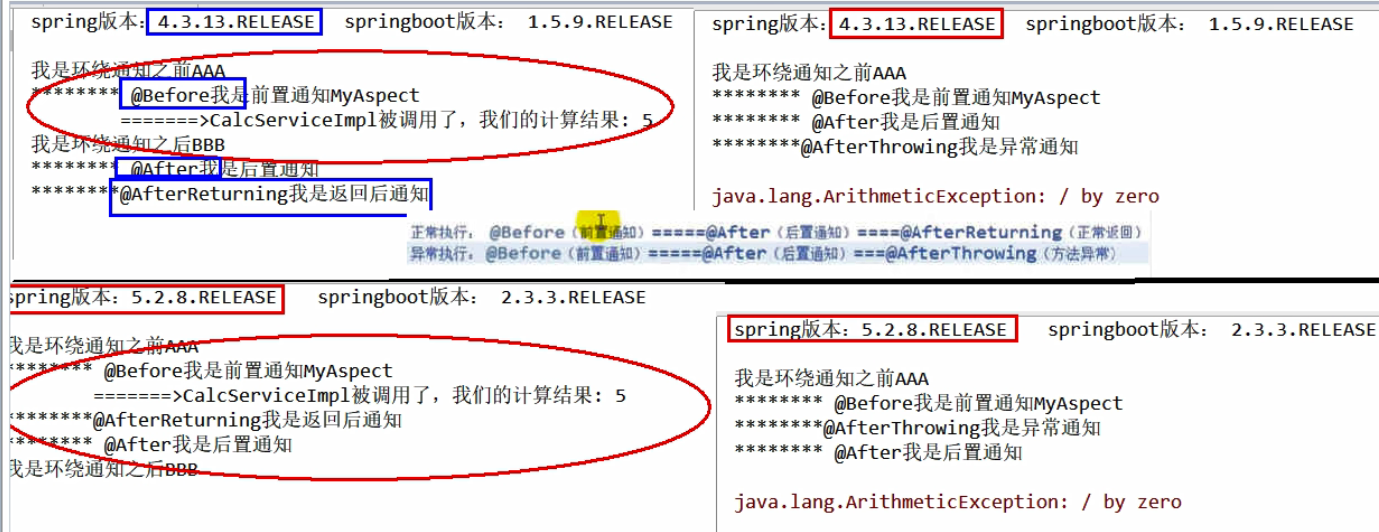 spring版本：4.3.13.RELEASE springboot版本： 1.5.9.RELEASE
我是环绕通知之前AAA
******** @Before我是前置通知MyAspect
=======>CalcServiceImpl被调用了，我们的计算结果：5
我是环绕通知之后BBB
******** @After我是后置通知
********@AfterReturning我是返回后通知
spring版本：4.3.13.RELEASE springboot版本： 1.5.9.RELEASE
我是环绕通知之前AAA
******** @Before我是前置通知MyAspect
******** @After我是后置通知
********@AfterThrowing我是异常通知
java.lang.ArithmeticException: / by zero
正常执行： @Before（前置通知）=====@After（后置通知）====@AfterReturning（正常返回）
异常执行： @Before（前置通知）=====@After（后置通知）===@AfterThrowing（方法异常）
spring版本：5.2.8.RELEASE springboot版本： 2.3.3.RELEASE
我是环绕通知之前AAA
******** @Before我是前置通知MyAspect
=======>CalcServiceImpl被调用了，我们的计算结果：5
********@AfterReturning我是返回后通知
******** @After我是后置通知
我是环绕通知之后BBB
spring版本：5.2.8.RELEASE springboot版本： 2.3.3.RELEASE
我是环绕通知之前AAA
******** @Before我是前置通知MyAspect
********@AfterThrowing我是异常通知
******** @After我是后置通知
java.lang.ArithmeticException: / by zero